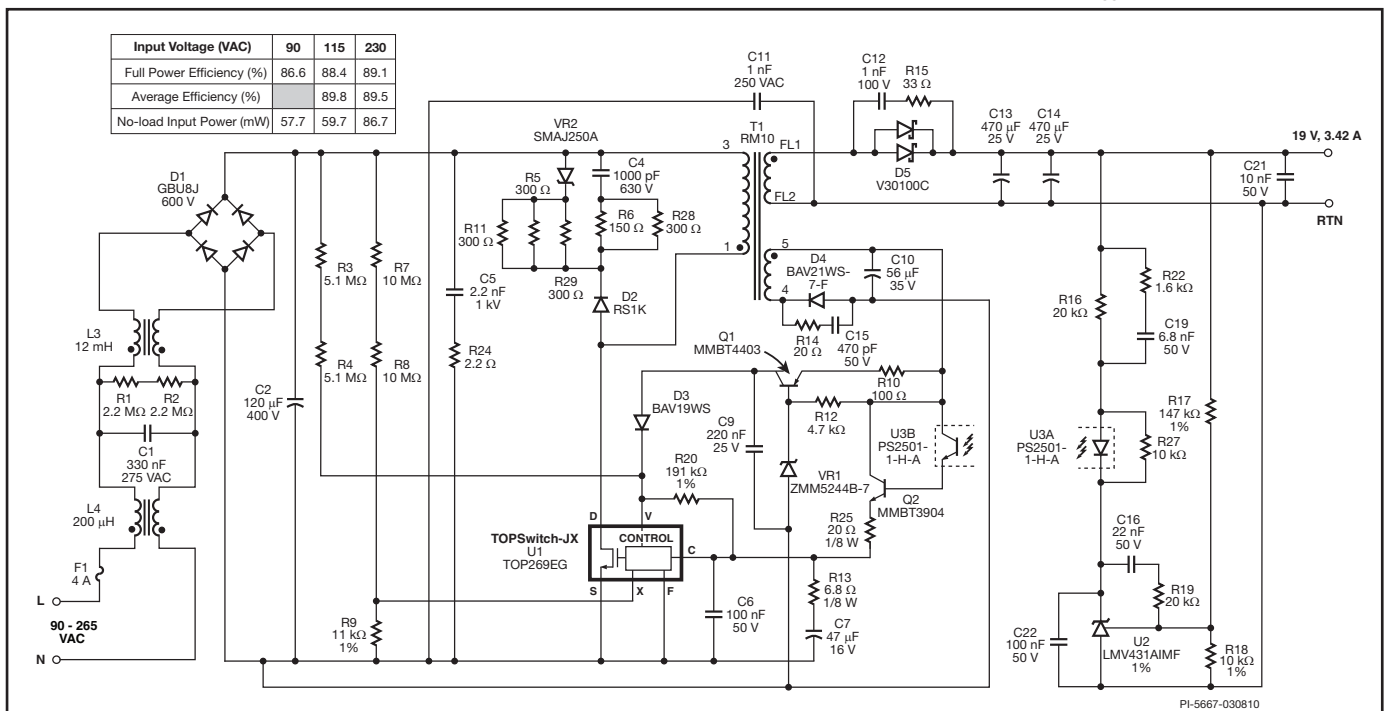 Input Voltage (VAC) 90 115 230
Full Power Efficiency (%) 86.6 88.4 89.1
Average Efficiency (%) 89.8 89.5
No-load Input Power (mW) 57.7 59.7 86.7
C11
1 nF
250 VAC
C12
1 nF
100 V
R15
33 Ω
VR2
SMAJ250A
T1
RM10
C13
470 μF
25 V
C14
470 μF
25 V
19 V, 3.42 A
3
FL1
D5
V30100C
C21
10 nF
50 V
D1
GBU8J
600 V
C4
1000 pF
630 V
R5
300 Ω
FL2
RTN
R11
300 Ω
R6
150 Ω
R28
300 Ω
1
5
R3
5.1 MΩ
R7
10 MΩ
C5
2.2 nF
1 kV
R29
300 Ω
D4
BAV21WS-
7-F
C10
56 μF
35 V
4
D2
RS1K
R16
20 kΩ
R22
1.6 kΩ
L3
12 mH
R14
20 Ω
C15
470 pF
50 V
C19
6.8 nF
50 V
Q1
MMBT4403
R4
5.1 MΩ
R8
10 MΩ
R24
2.2 Ω
R1
2.2 MΩ
R2
2.2 MΩ
C2
120 μF
400 V
D3
BAV19WS
R10
100 Ω
R12
4.7 kΩ
R17
147 kΩ
1%
C9
220 nF
25 V
U3B
PS2501-
1-H-A
U3A
PS2501-
1-H-A
R27
10 kΩ
C1
330 nF
275 VAC
R20
191 kΩ
1%
VR1
ZMM5244B-7
Q2
MMBT3904
L4
200 μH
D
V
R25
20 Ω
1/8 W
C16
22 nF
50 V
TOPSwitch-JX
U1
TOP269EG
CONTROL
C
F1
4 A
S
X
F
R13
6.8 Ω
1/8 W
R19
20 kΩ
L
90 - 265
VAC
N
R9
11 kΩ
1%
C6
100 nF
50 V
C7
47 μF
16 V
C22
100 nF
50 V
U2
LMV431AIMF
1%
R18
10 kΩ
1%
PI-5667-030810